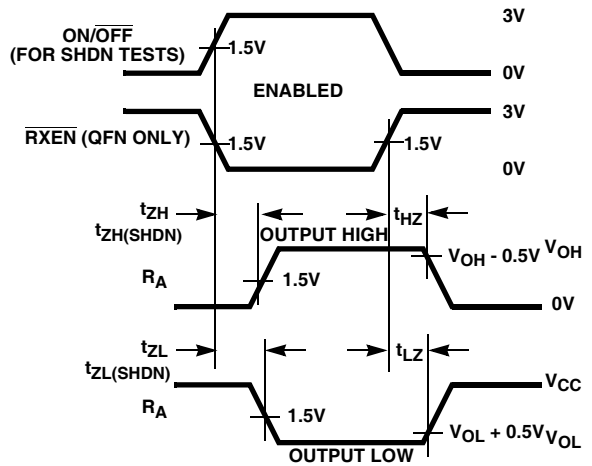 ON/OFF
3V
(FOR SHDN TESTS)
1.5V
0V
ENABLED
3V
RXEN (QFN ONLY)
1.5V
1.5V
0V
tZH
tZH(SHDN)
tHZ
OUTPUT HIGH
VOH - 0.5V
VOH
RA
1.5V
0V
tZL
tZL(SHDN)
tLZ
VCC
RA
1.5V
VOL + 0.5V
VOL
OUTPUT LOW